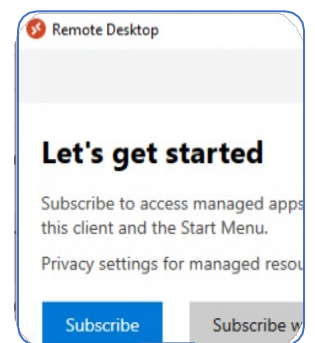 Remote Desktop
Let's get started
Subscribe to access managed apps
this client and the Start Menu.
Privacy settings for managed
Subscribe
Subscribe